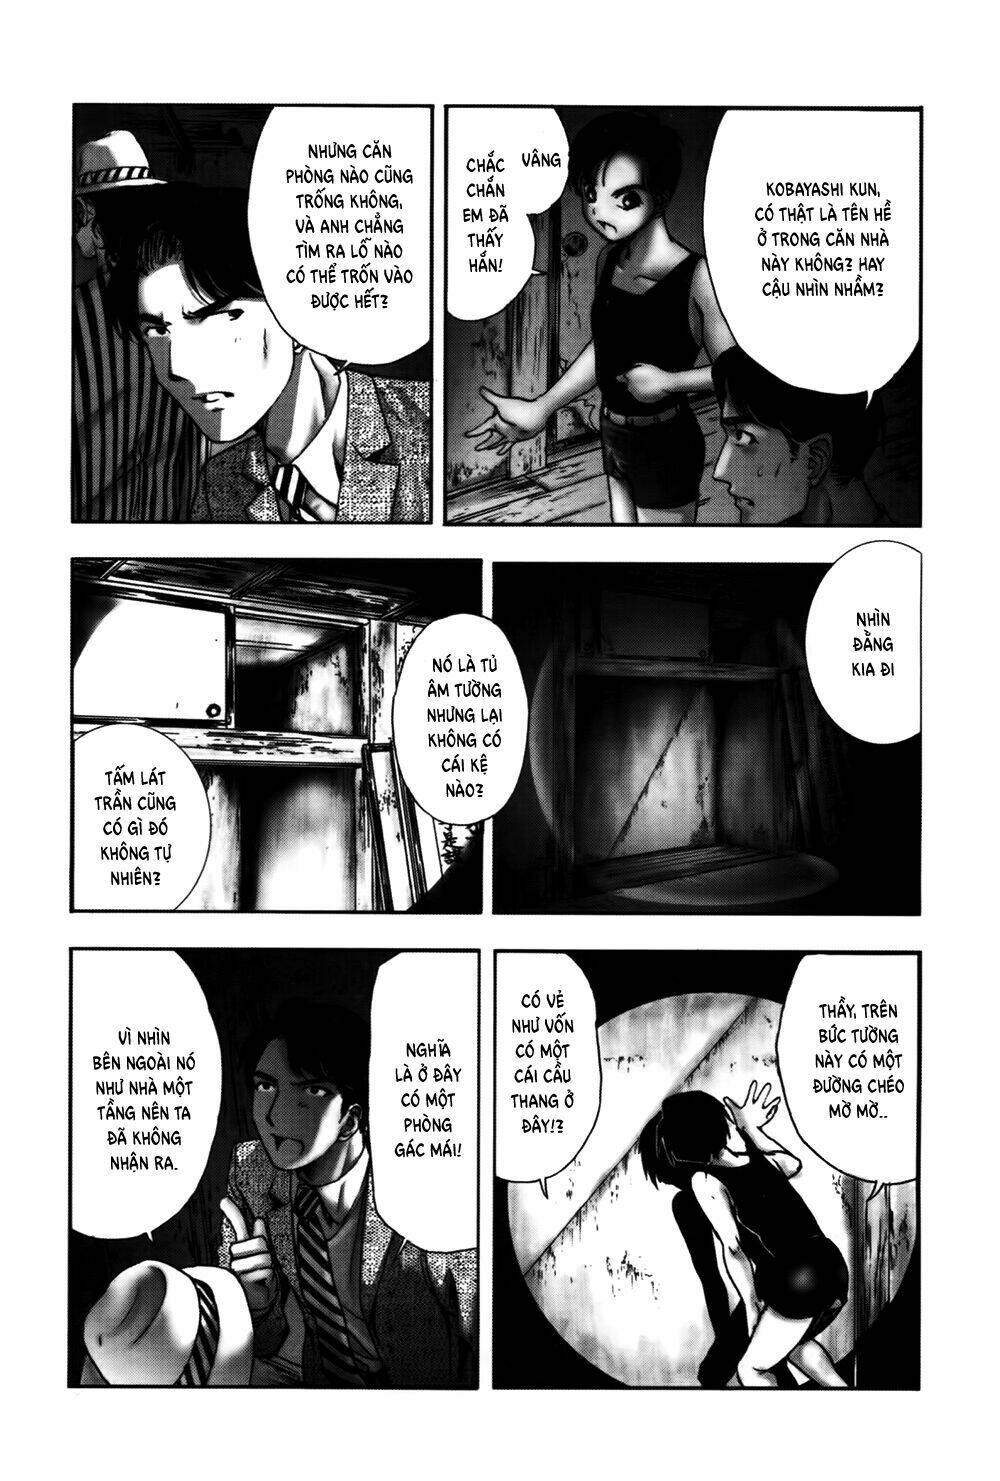 KOBAYASHI KUN,
CÓ THẬT LÀ TÊN HỀ
Ở TRONG CĂN NHÀ
NÀY KHÔNG? HAY
CẬU NHÌN NHẦM?
VÂNG
CHẮC
CHẮN
EM ĐÃ
THẤY
HẮN!
NHƯNG CĂN
PHÒNG NÀO CŨNG
TRỐNG KHÔNG,
VÀ ANH CHẲNG
TÌM RA LỖ NÀO
CÓ THỂ TRỐN VÀO
ĐƯỢC HẾT?
NHÌN
ĐẰNG
KIA ĐI
NÓ LÀ TỦ
ÂM TƯỜNG
NHƯNG LẠI
KHÔNG CÓ
CÁI KỆ
NÀO?
TẤM LÁT
TRẦN CŨNG
CÓ GÌ ĐÓ
KHÔNG TỰ
NHIÊN?
THẦY, TRÊN
BỨC TƯỜNG
NÀY CÓ MỘT
ĐƯỜNG CHÉO
MỜ MỜ..
CÓ VẺ
NHƯ VỐN
CÓ MỘT
CÁI CẦU
THANG Ở
ĐÂY!?
NGHĨA
LÀ Ở ĐÂY
CÓ MỘT
PHÒNG
GÁC MÁI!
VÌ NHÌN
BÊN NGOÀI NÓ
NHƯ NHÀ MỘT
TẦNG NÊN TA
ĐÃ KHÔNG
NHẬN RA.